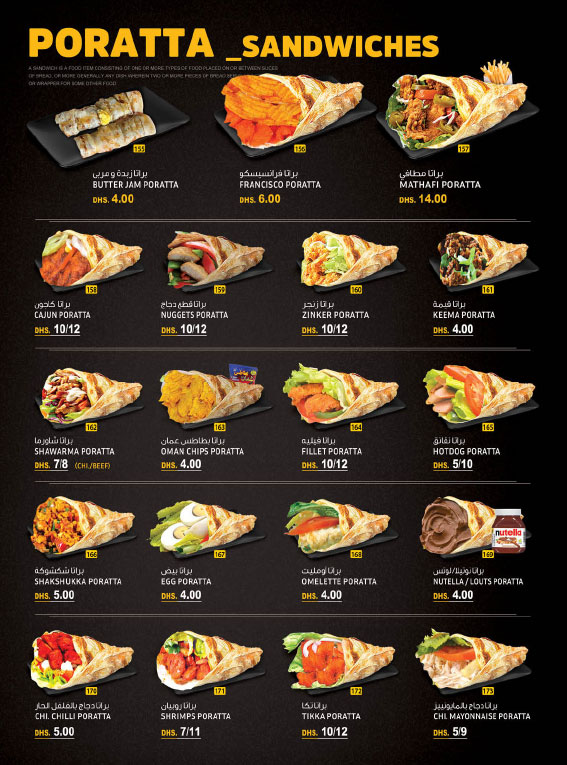 PORATTA _SANDWICHES
A SANDWICH IS A FOOD ITEM CONSISTING OF ONE OR MORE TYPES OF FOOD PLACED ON OR BETWEEN SLICES
OF BREAD, OR MORE GENERALLY ANY DISH WHEREIN TWO OR MORE PIECES OF BREAD
OR WRAPPER FOR SOME OTHER FOOD
155
براتا زبدة و مربى
BUTTER JAM PORATTA
DHS. 4.00
156
براتا فرانسيسكو
FRANCISCO PORATTA
DHS. 6.00
157
براتا مطافي
MATHAFI PORATTA
DHS. 14.00
158
براتا كاجون
CAJUN PORATTA
DHS. 10/12
159
براتا قطع دجاج
NUGGETS PORATTA
DHS. 10/12
160
براتا زنجر
ZINKER PORATTA
DHS. 10/12
161
براتا قيمة
KEEMA PORATTA
DHS. 4.00
162
براتا شاورما
SHAWARMA PORATTA
DHS. 7/8 (CHI./BEEF)
163
براتا بطاطس عمان
OMAN CHIPS PORATTA
DHS. 4.00
164
براتا فيليه
FILLET PORATTA
DHS. 10/12
165
براتا نقانق
HOTDOG PORATTA
DHS. 5/10
166
براتا شكشوكة
SHAKSHUKKA PORATTA
DHS. 5.00
167
براتا بيض
EGG PORATTA
DHS. 4.00
168
براتا اومليت
OMELETTE PORATTA
DHS. 4.00
nutella
169
براتا نوتيلا/لوتس
NUTELLA / LOUTS PORATTA
DHS. 4.00
170
براتا دجاج بالفلفل الحار
CHI. CHILLI PORATTA
DHS. 5.00
171
براتا روبيان
SHRIMPS PORATTA
DHS. 7/11
172
براتا تكا
TIKKA PORATTA
DHS. 10/12
173
براتا دجاج بالمايونييز
CHI. MAYONNAISE PORATTA
DHS. 5/9